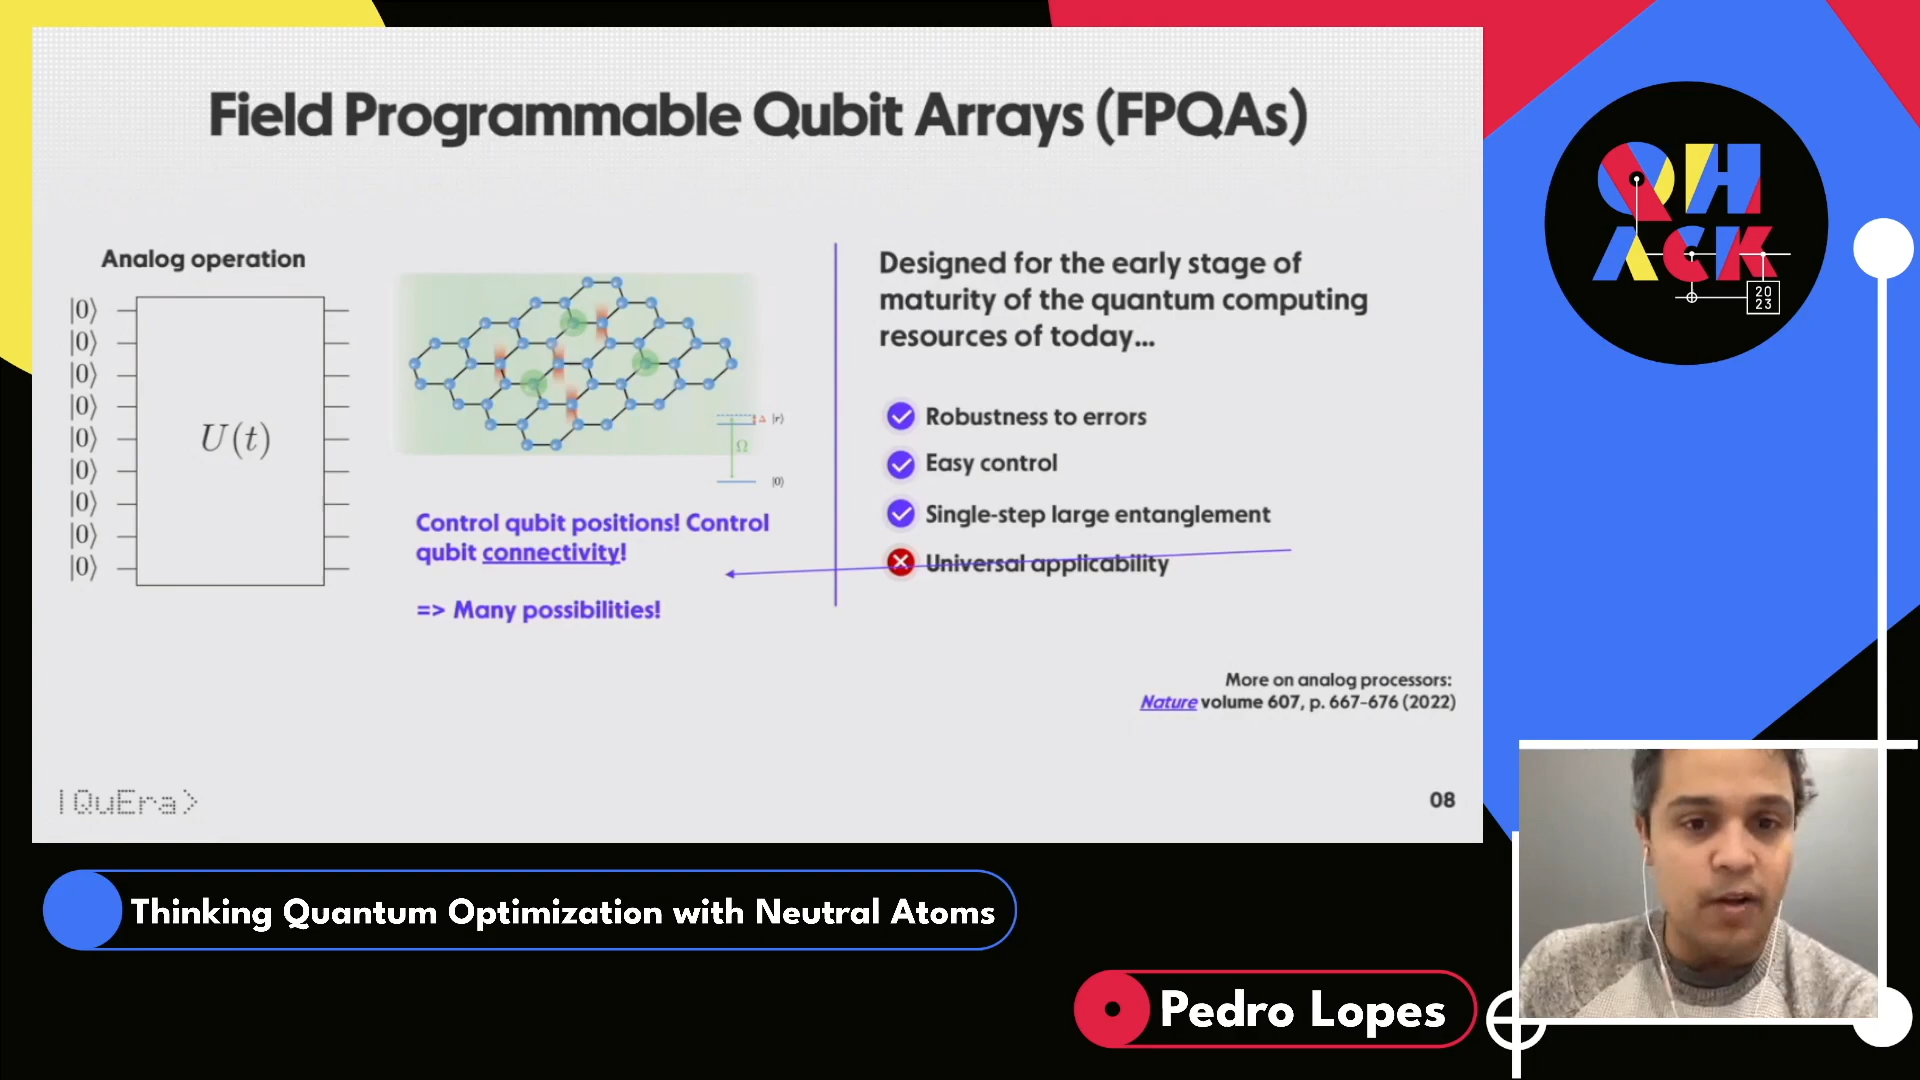 Field Programmable Qubit Arrays (FPQAs)
Analog operation
|0⟩
|0⟩
|0⟩
|0⟩
|0⟩
|0⟩
|0⟩
|0⟩
|0⟩
U(t)
Δ |r⟩
Ω
|0⟩
Control qubit positions! Control
qubit connectivity!
=> Many possibilities!
Designed for the early stage of
maturity of the quantum computing
resources of today...
Robustness to errors
Easy control
Single-step large entanglement
Universal applicability
More on analog processors:
Nature volume 607, p. 667-676 (2022)
|QuEra>
08
QH
ACK
20
23
Thinking Quantum Optimization with Neutral Atoms
Pedro Lopes